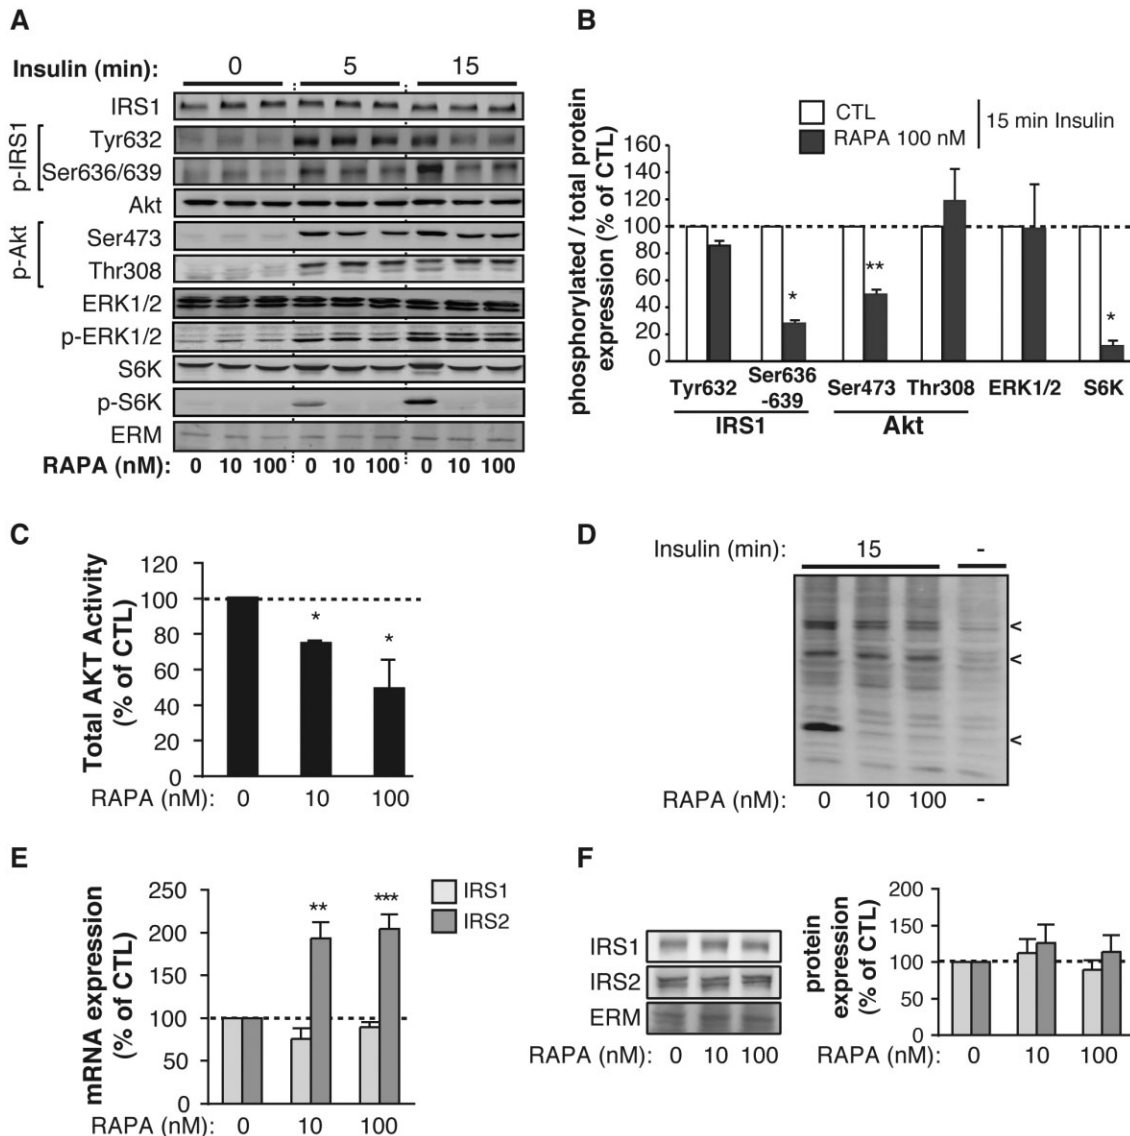 A
Insulin (min): 0 5 15
IRS1
p-IRS1
Tyr632
Ser636/639
Akt
p-Akt
Ser473
Thr308
ERK1/2
p-ERK1/2
S6K
p-S6K
ERM
RAPA (nM): 0 10 100 0 10 100 0 10 100
B
CTL
RAPA 100 nM
15 min Insulin
phosphorylated / total protein
expression (% of CTL)
160
140
120
100
80
60
40
20
0
*
**
*
Tyr632 Ser636 Ser473 Thr308 ERK1/2 S6K
-639
IRS1 Akt
C
Total AKT Activity
(% of CTL)
120
100
80
60
40
20
0
*
*
RAPA (nM): 0 10 100
D
Insulin (min): 15 -
<
<
<
RAPA (nM): 0 10 100 -
E
mRNA expression
(% of CTL)
250
200
150
100
50
0
**
***
IRS1
IRS2
RAPA (nM): 0 10 100
F
IRS1
IRS2
ERM
RAPA (nM): 0 10 100
protein
expression
(% of CTL)
200
150
100
50
0
RAPA (nM): 0 10 100